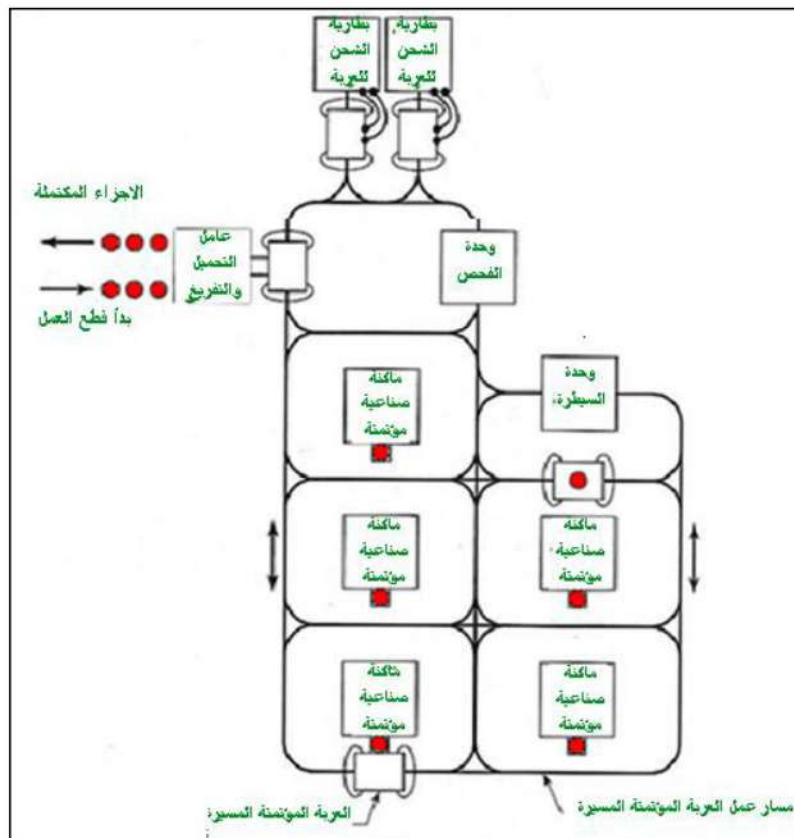 بطارية
الشحن
للعربة
بطارية
الشحن
للعربة
الاجزاء المكتملة
عامل
التحميل
والتفريغ
بدأ قطع العمل
وحدة
الفحص
وحدة
السيطرة
ماكنة
صناعية
مؤتمتة
ماكنة
صناعية
مؤتمتة
ماكنة
صناعية
مؤتمتة
ماكنة
صناعية
مؤتمتة
ماكنة
صناعية
مؤتمتة
العربة المؤتمتة المسيرة
مسار عمل العربة المؤتمتة المسيرة